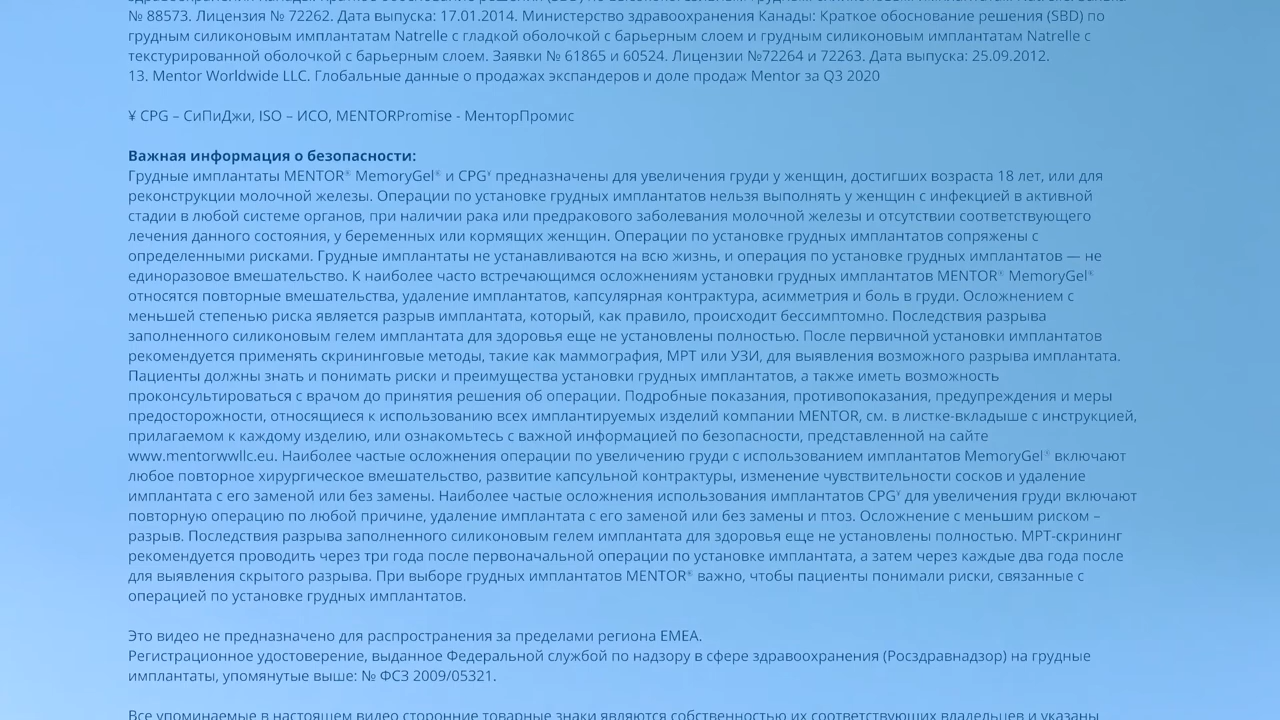 № 88573. Лицензия № 72262. Дата выпуска: 17.01.2014. Министерство здравоохранения Канады: Краткое обоснование решения (SBD) по
грудным силиконовым имплантатам Natrelle с гладкой оболочкой с барьерным слоем и грудным силиконовым имплантатам Natrelle с
текстурированной оболочкой с барьерным слоем. Заявки № 61865 и 60524. Лицензии №72264 и 72263. Дата выпуска: 25.09.2012.
13. Mentor Worldwide LLC. Глобальные данные о продажах экспандеров и доле продаж Mentor за Q3 2020
¥ CPG – СиПиДжи, ISO – ИСО, MENTORPromise - МенторПромис
Важная информация о безопасности:
Грудные имплантаты MENTOR® MemoryGel® и CPG¥ предназначены для увеличения груди у женщин, достигших возраста 18 лет, или для
реконструкции молочной железы. Операции по установке грудных имплантатов нельзя выполнять у женщин с инфекцией в активной
стадии в любой системе органов, при наличии рака или предракового заболевания молочной железы и отсутствии соответствующего
лечения данного состояния, у беременных или кормящих женщин. Операции по установке грудных имплантатов сопряжены с
определенными рисками. Грудные имплантаты не устанавливаются на всю жизнь, и операция по установке грудных имплантатов — не
единоразовое вмешательство. К наиболее часто встречающимся осложнениям установки грудных имплантатов MENTOR® MemoryGel®
относятся повторные вмешательства, удаление имплантатов, капсулярная контрактура, асимметрия и боль в груди. Осложнением с
меньшей степенью риска является разрыв имплантата, который, как правило, происходит бессимптомно. Последствия разрыва
заполненного силиконовым гелем имплантата для здоровья еще не установлены полностью. После первичной установки имплантатов
рекомендуется применять скрининговые методы, такие как маммография, МРТ или УЗИ, для выявления возможного разрыва имплантата.
Пациенты должны знать и понимать риски и преимущества установки грудных имплантатов, а также иметь возможность
проконсультироваться с врачом до принятия решения об операции. Подробные показания, противопоказания, предупреждения и меры
предосторожности, относящиеся к использованию всех имплантируемых изделий компании MENTOR, см. в листке-вкладыше с инструкцией,
прилагаемом к каждому изделию, или ознакомьтесь с важной информацией по безопасности, представленной на сайте
www.mentorwwllc.eu. Наиболее частые осложнения операции по увеличению груди с использованием имплантатов MemoryGel® включают
любое повторное хирургическое вмешательство, развитие капсульной контрактуры, изменение чувствительности сосков и удаление
имплантата с его заменой или без замены. Наиболее частые осложнения использования имплантатов CPG¥ для увеличения груди включают
повторную операцию по любой причине, удаление имплантата с его заменой или без замены и птоз. Осложнение с меньшим риском –
разрыв. Последствия разрыва заполненного силиконовым гелем имплантата для здоровья еще не установлены полностью. МРТ-скрининг
рекомендуется проводить через три года после первоначальной операции по установке имплантата, а затем через каждые два года после
для выявления скрытого разрыва. При выборе грудных имплантатов MENTOR® важно, чтобы пациенты понимали риски, связанные с
операцией по установке грудных имплантатов.
Это видео не предназначено для распространения за пределами региона EMEA.
Регистрационное удостоверение, выданное Федеральной службой по надзору в сфере здравоохранения (Росздравнадзор) на грудные
имплантаты, упомянутые выше: № ФСЗ 2009/05321.
Все упоминаемые в настоящем видео сторонние товарные знаки являются собственностью их соответствующих владельцев и указаны